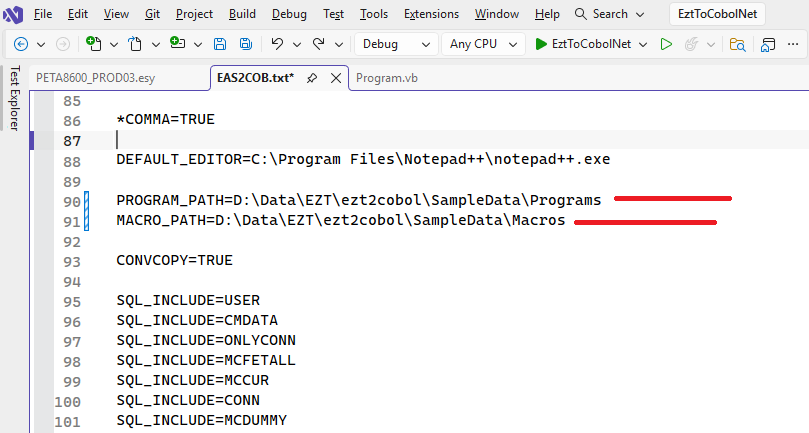 File Edit View Git Project Build Debug Test Tools Extensions Window Help Search EztToCobolNet
Debug Any CPU EztToCobolNet
Test Explorer
PETA8600_PROD03.esy EAS2COB.txt* Program.vb
85
86 *COMMA=TRUE
87
88 DEFAULT_EDITOR=C:\Program Files\Notepad++\notepad++.exe
89
90 PROGRAM_PATH=D:\Data\EZT\ezt2cobol\SampleData\Programs
91 MACRO_PATH=D:\Data\EZT\ezt2cobol\SampleData\Macros
92
93 CONVCOPY=TRUE
94
95 SQL_INCLUDE=USER
96 SQL_INCLUDE=CMDATA
97 SQL_INCLUDE=ONLYCONN
98 SQL_INCLUDE=MCFETALL
99 SQL_INCLUDE=MCCUR
100 SQL_INCLUDE=CONN
101 SQL_INCLUDE=MCDUMMY